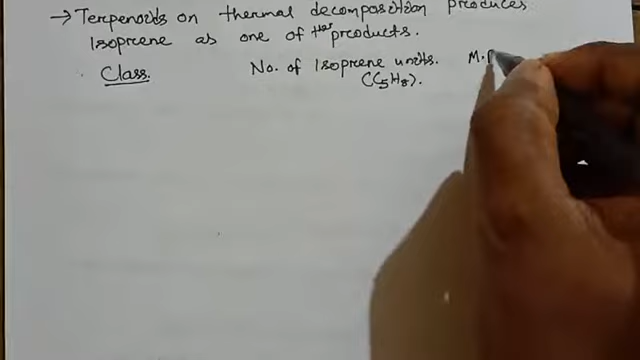 → Terpenoids on thermal decomposition produces
Isoprene as one of the products.
Class. No. of Isoprene units. M.
(C5H8).